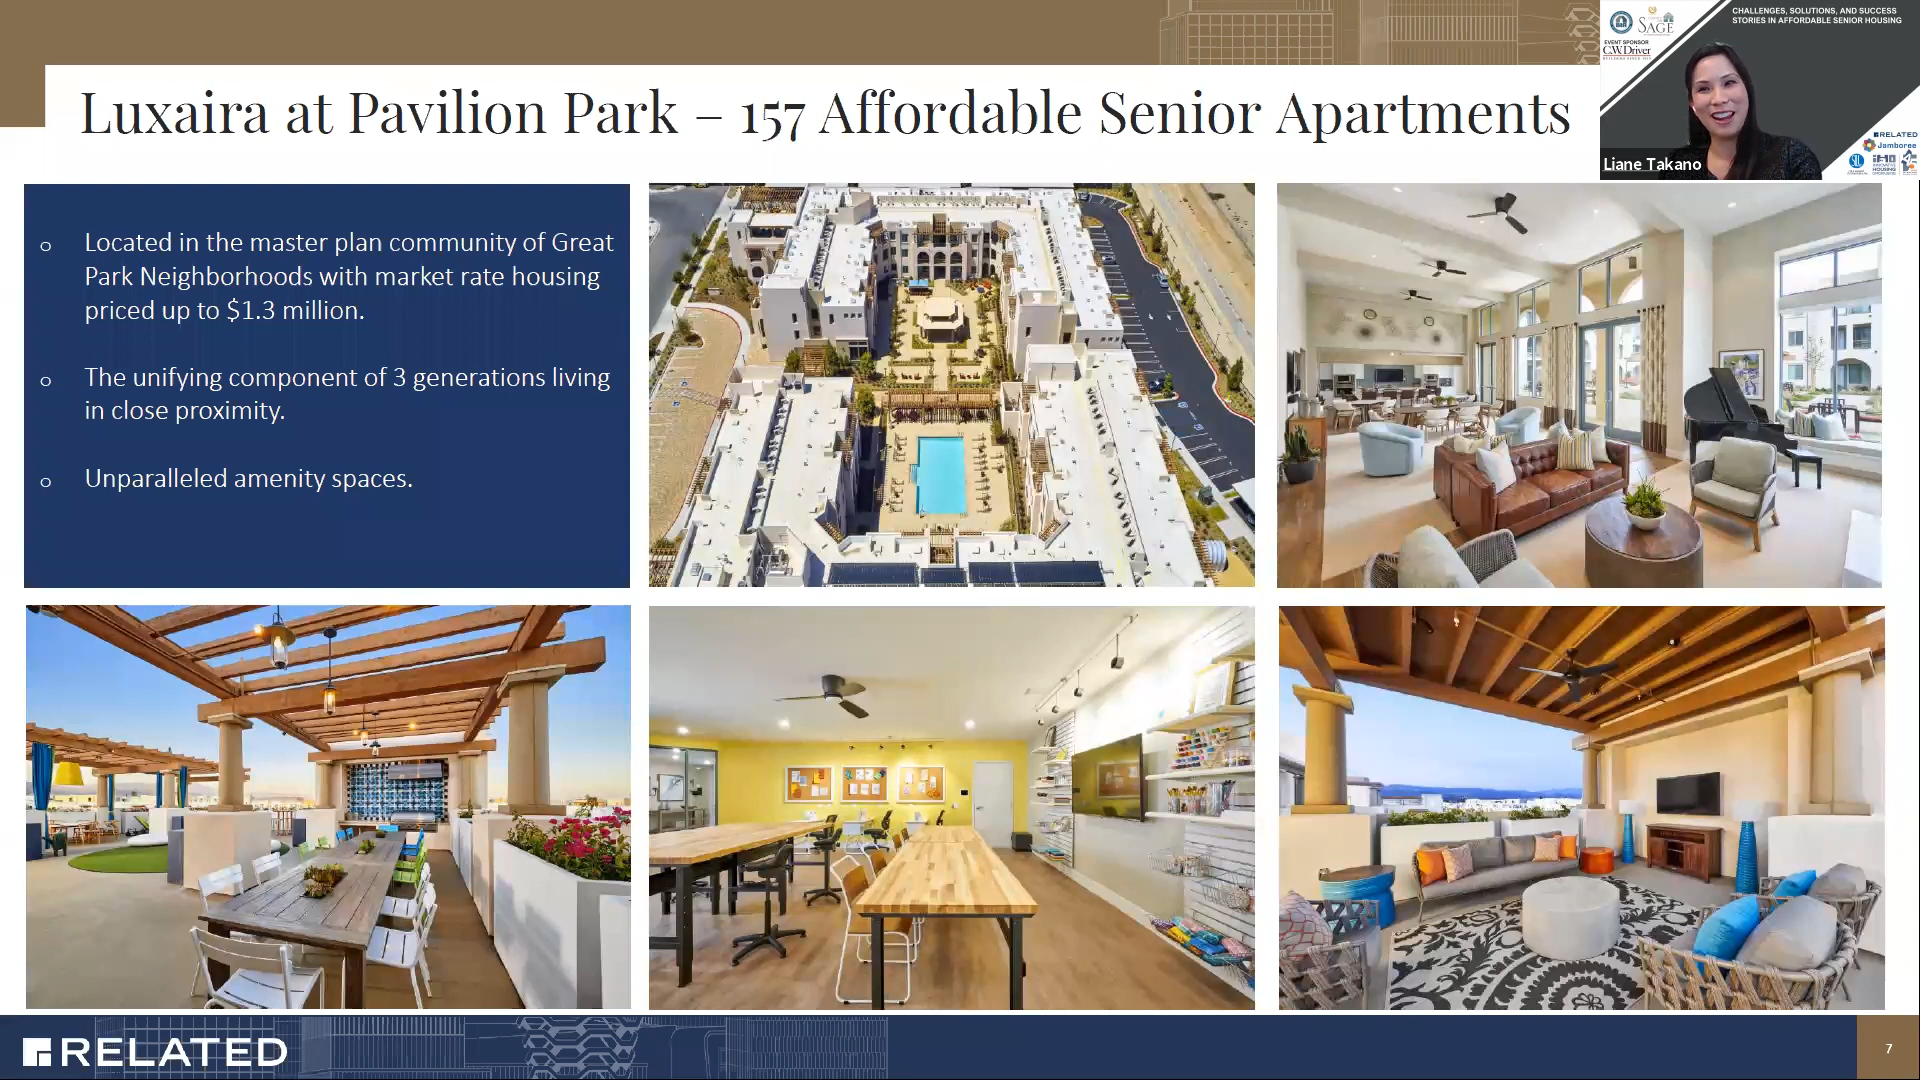 CHALLENGES, SOLUTIONS, AND SUCCESS
STORIES IN AFFORDABLE SENIOR HOUSING
SAGE
EVENT SPONSOR
C.W. Driver
RELATED
Jamboree
Liane Takano
Luxaira at Pavilion Park – 157 Affordable Senior Apartments
Located in the master plan community of Great
Park Neighborhoods with market rate housing
priced up to $1.3 million.
The unifying component of 3 generations living
in close proximity.
Unparalleled amenity spaces.
RELATED
7